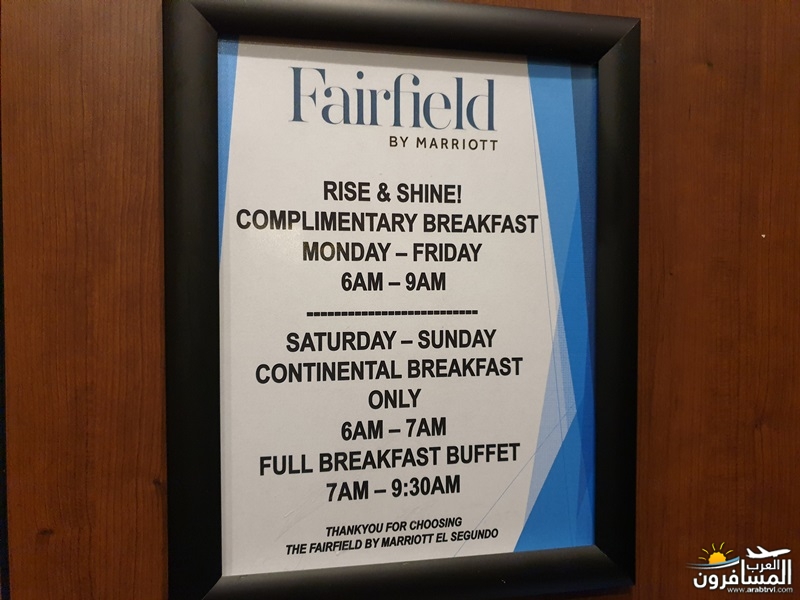 Fairfield
BY MARRIOTT
RISE & SHINE!
COMPLIMENTARY BREAKFAST
MONDAY – FRIDAY
6AM – 9AM
-------------------------
SATURDAY – SUNDAY
CONTINENTAL BREAKFAST
ONLY
6AM – 7AM
FULL BREAKFAST BUFFET
7AM – 9:30AM
THANKYOU FOR CHOOSING
THE FAIRFIELD BY MARRIOTT EL SEGUNDO
العرب
المسافرون
www.arabtrvl.com